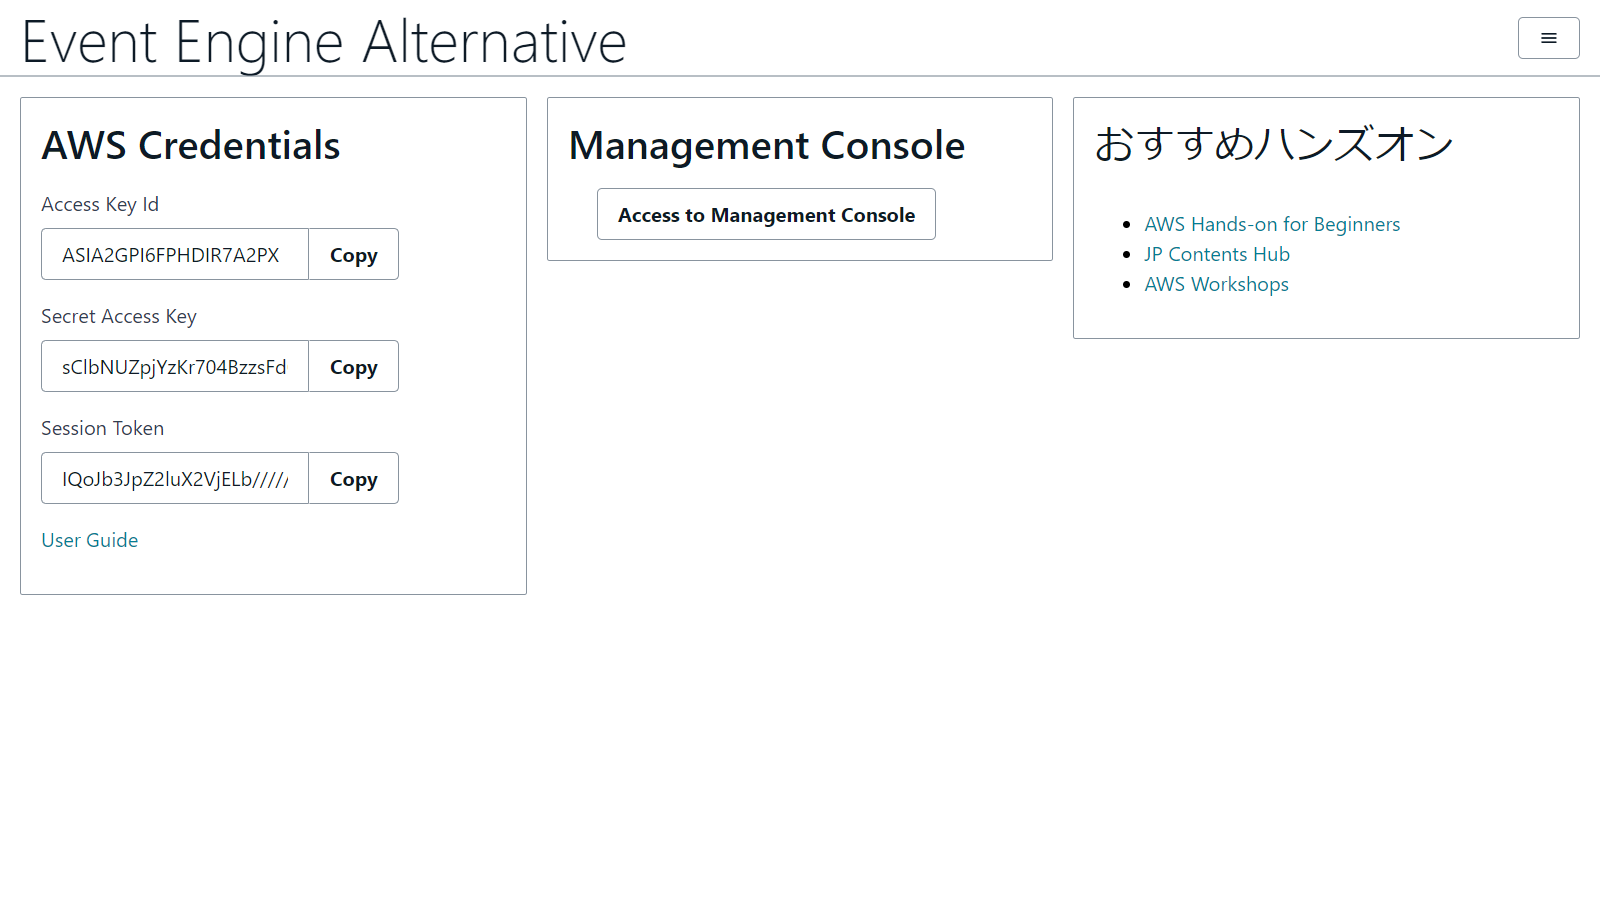 Event Engine Alternative
AWS Credentials
Access Key Id
ASIA2GPI6FPHDIR7A2PX Copy
Secret Access Key
sClbNUZpjYzKr704BzzsFd Copy
Session Token
IQoJb3JpZ2luX2VjELb///// Copy
User Guide
Management Console
Access to Management Console
おすすめハンズオン
AWS Hands-on for Beginners
JP Contents Hub
AWS Workshops